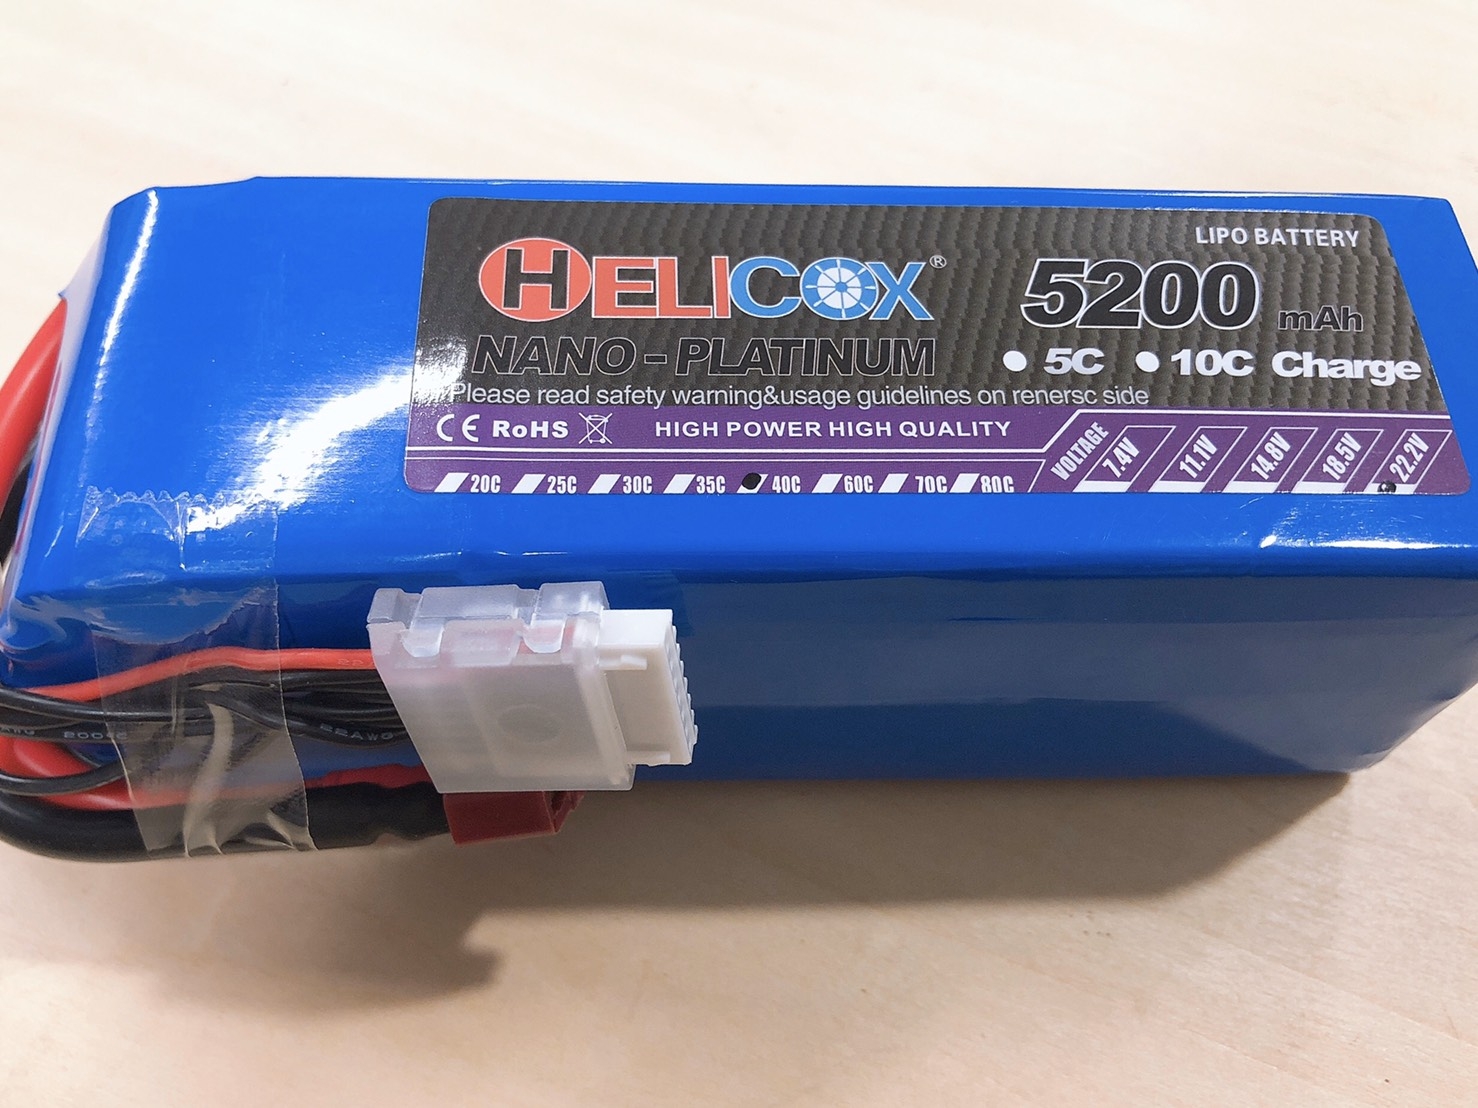 LIPO BATTERY
HELICOX®
5200 mAh
NANO-PLATINUM
5C 10C Charge
Please read safety warning&usage guidelines on renersc side
CE RoHS
HIGH POWER HIGH QUALITY
VOLTAGE 7.4V 11.1V 14.8V 18.5V 22.2V
20C 25C 30C 35C 40C 60C 70C 80C
22AWG